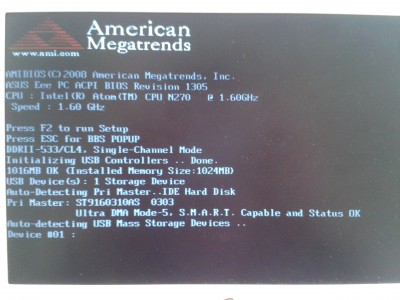 American
Megatrends
www.ami.com
AMIBIOS(C)2008 American Megatrends, Inc.
ASUS Eee PC ACPI BIOS Revision 1305
CPU : Intel(R) Atom(TM) CPU N270 @ 1.60GHz
Speed : 1.60 GHz
Press F2 to run Setup
Press ESC for BBS POPUP
DDRII-533/CL4, Single-Channel Mode
Initializing USB Controllers .. Done.
1016MB OK (Installed Memory Size:1024MB)
USB Device(s): 1 Storage Device
Auto-Detecting Pri Master..IDE Hard Disk
Pri Master: ST9160310AS 0303
Ultra DMA Mode-5, S.M.A.R.T. Capable and Status OK
Auto-detecting USB Mass Storage Devices ..
Device #01 :